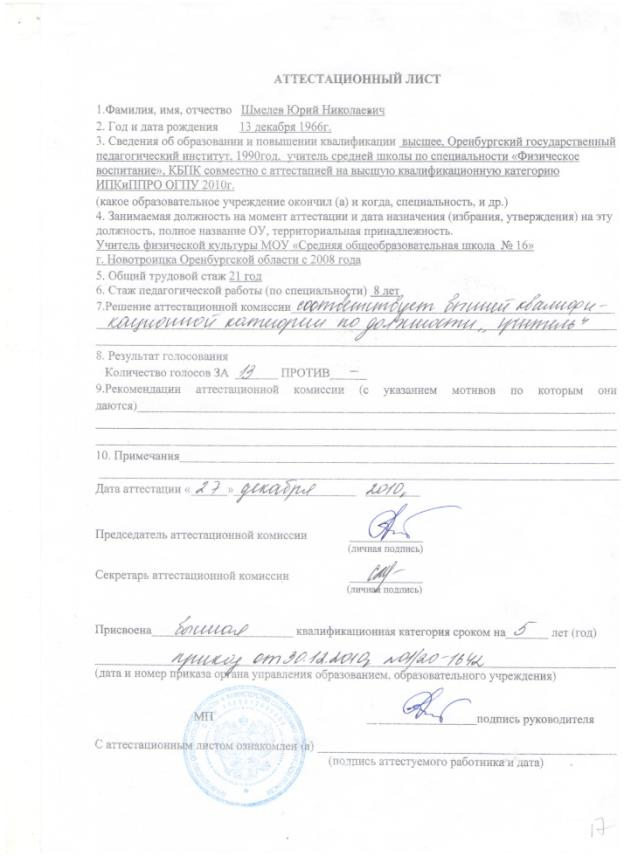 АТТЕСТАЦИОННЫЙ ЛИСТ
1.Фамилия, имя, отчество Шмелев Юрий Николаевич
2. Год и дата рождения 13 декабря 1966г.
3. Сведения об образовании и повышении квалификации высшее, Оренбургский государственный
педагогический институт, 1990год, учитель средней школы по специальности «Физическое
воспитание», КБПК совместно с аттестацией на высшую квалификационную категорию
ИПКиППРО ОГПУ 2010г.
(какое образовательное учреждение окончил (а) и когда, специальность, и др.)
4. Занимаемая должность на момент аттестации и дата назначения (избрания, утверждения) на эту
должность, полное название ОУ, территориальная принадлежность.
Учитель физической культуры МОУ «Средняя общеобразовательная школа № 16»
г. Новотроицка Оренбургской области с 2008 года
5. Общий трудовой стаж 21 год
6. Стаж педагогической работы (по специальности) 8 лет
7.Решение аттестационной комиссии соответствует высшей квалифи-
кационной категории по должности „учитель"
8. Результат голосования
Количество голосов ЗА 13 ПРОТИВ –
9.Рекомендации аттестационной комиссии (с указанием мотивов по которым они
даются)
10. Примечания
Дата аттестации « 27 » декабря 2010г.
Председатель аттестационной комиссии
(личная подпись)
Секретарь аттестационной комиссии
(личная подпись)
Присвоена высшая квалификационная категория сроком на 5 лет (год)
приказ от 30.12.2010 №01/20-1642
(дата и номер приказа органа управления образованием, образовательного учреждения)
МП подпись руководителя
С аттестационным листом ознакомлен (а)
(подпись аттестуемого работника и дата)
17